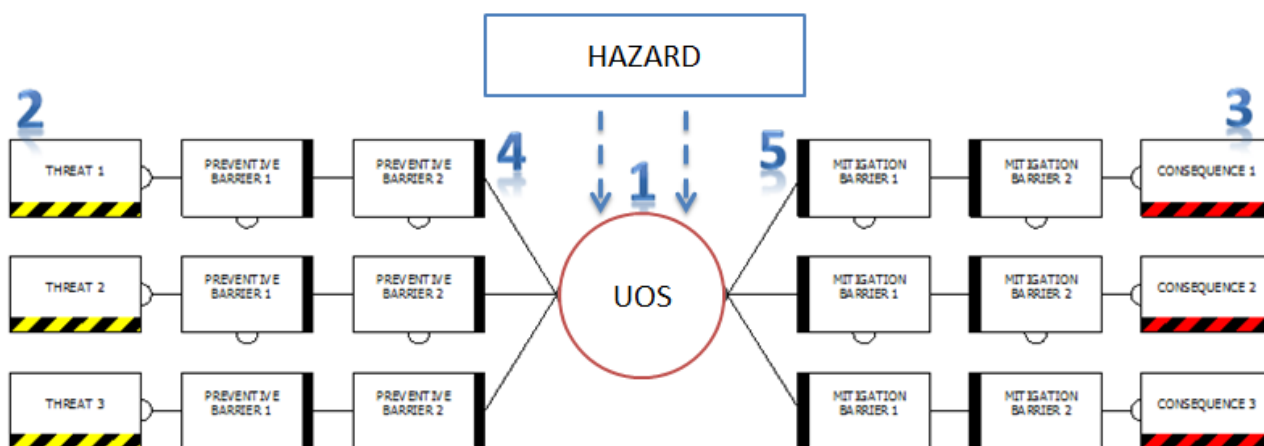 HAZARD
2
3
4
1
5
THREAT 1
PREVENTIVE
BARRIER 1
PREVENTIVE
BARRIER 2
MITIGATION
BARRIER 1
MITIGATION
BARRIER 2
CONSEQUENCE 1
THREAT 2
PREVENTIVE
BARRIER 1
PREVENTIVE
BARRIER 2
UOS
MITIGATION
BARRIER 1
MITIGATION
BARRIER 2
CONSEQUENCE 2
THREAT 3
PREVENTIVE
BARRIER 1
PREVENTIVE
BARRIER 2
MITIGATION
BARRIER 1
MITIGATION
BARRIER 2
CONSEQUENCE 3